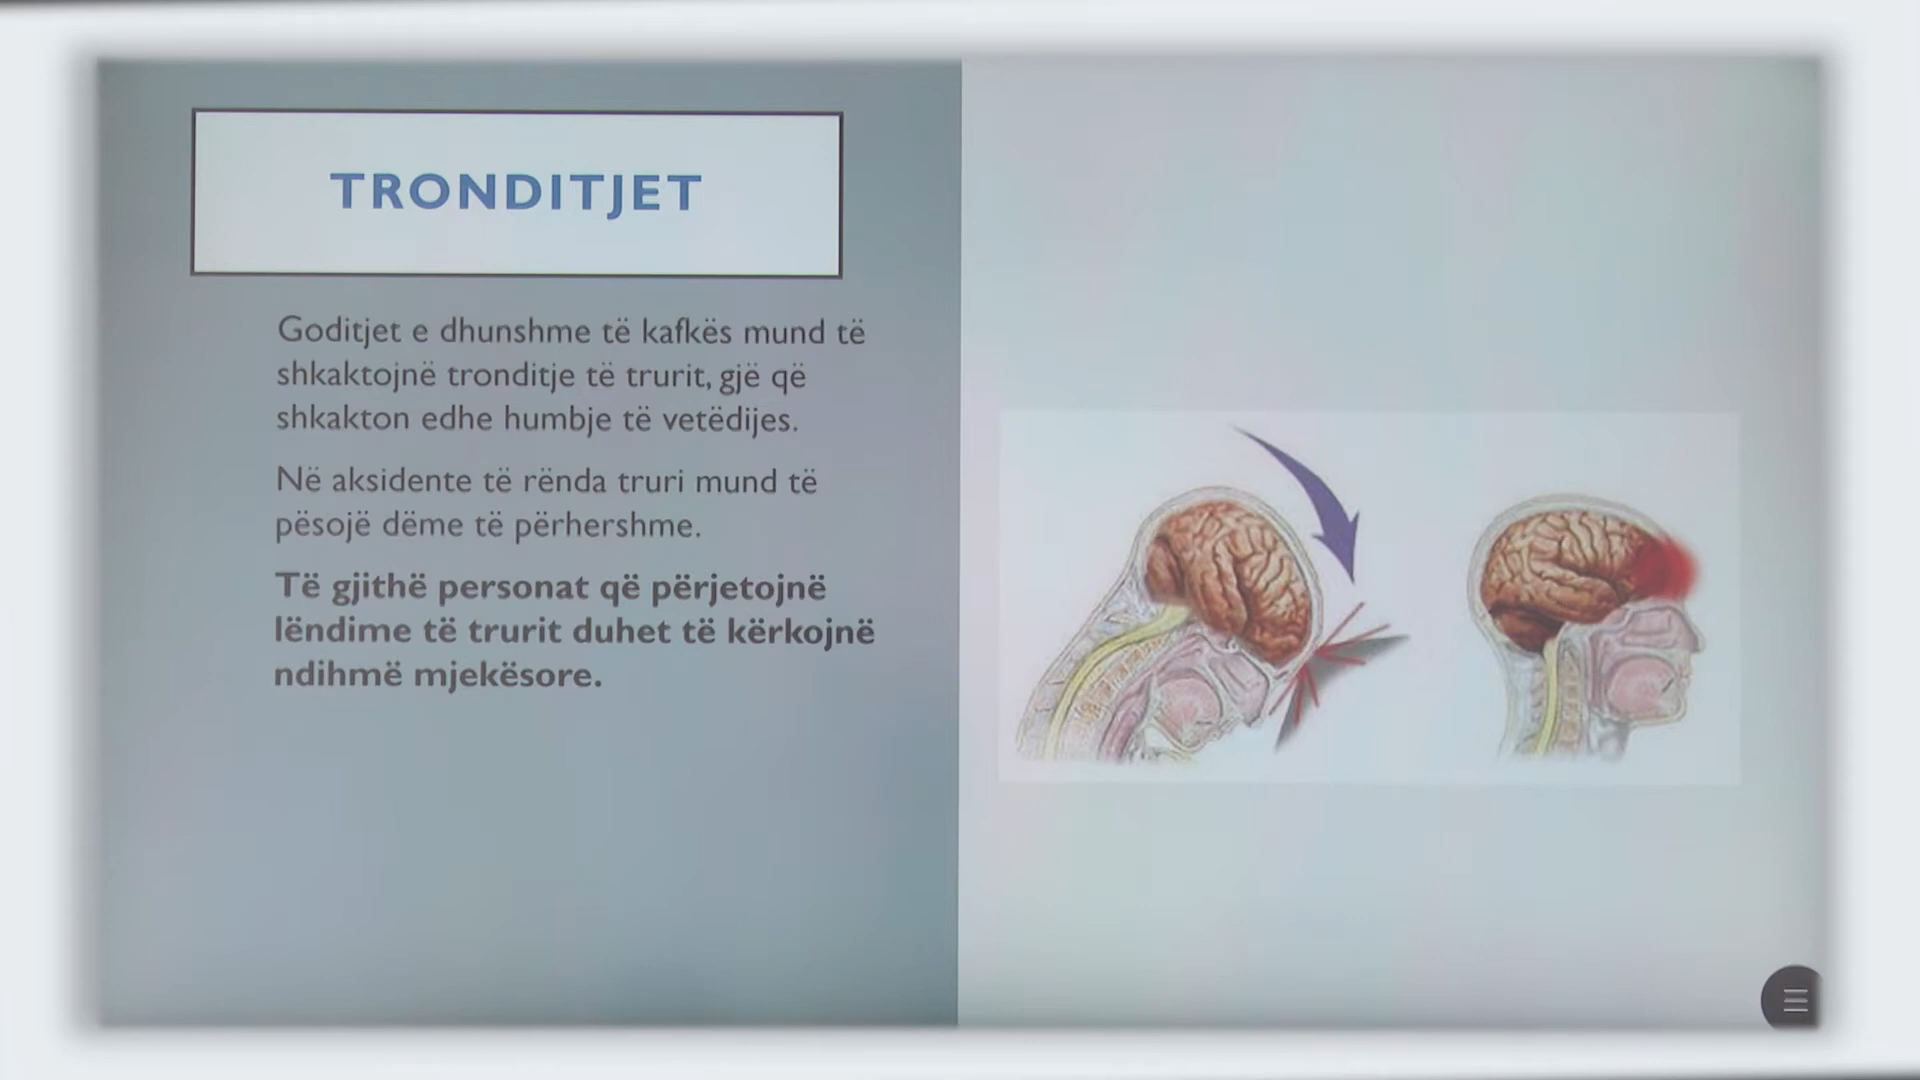 TRONDITJET
Goditjet e dhunshme të kafkës mund të
shkaktojnë tronditje të trurit, gjë që
shkakton edhe humbje të vetëdijes.
Në aksidente të rënda truri mund të
pësojë dëme të përhershme.
Të gjithë personat që përjetojnë
lëndime të trurit duhet të kërkojnë
ndihmë mjekësore.